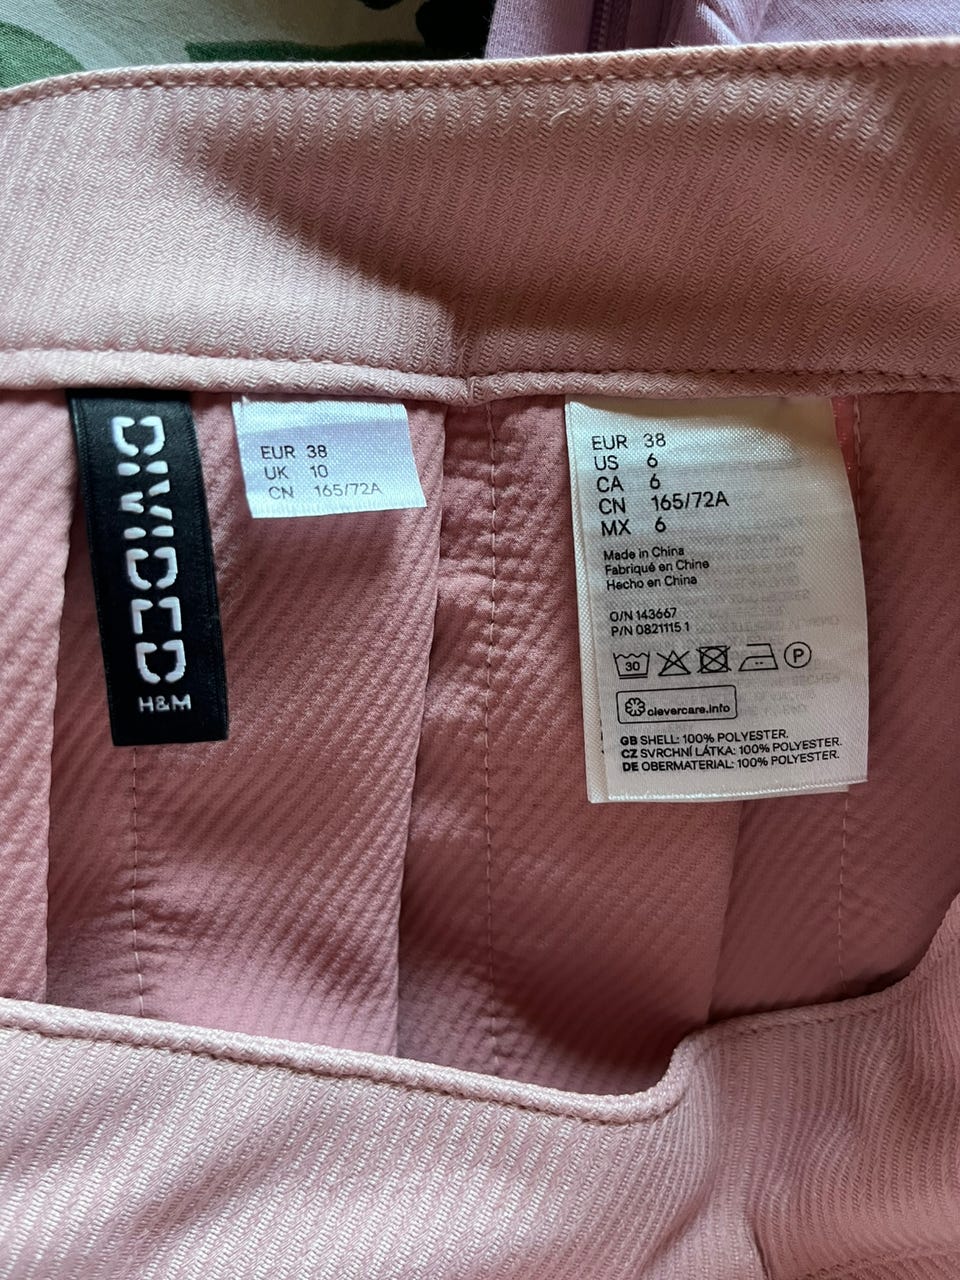 DIVIDED
H&M
EUR 38
UK 10
CN 165/72A
EUR 38
US 6
CA 6
CN 165/72A
MX 6
Made in China
Fabriqué en Chine
Hecho en China
O/N 143667
P/N 0821115 1
30 P
clevercare.info
GB SHELL: 100% POLYESTER.
CZ SVRCHNÍ LÁTKA: 100% POLYESTER.
DE OBERMATERIAL: 100% POLYESTER.